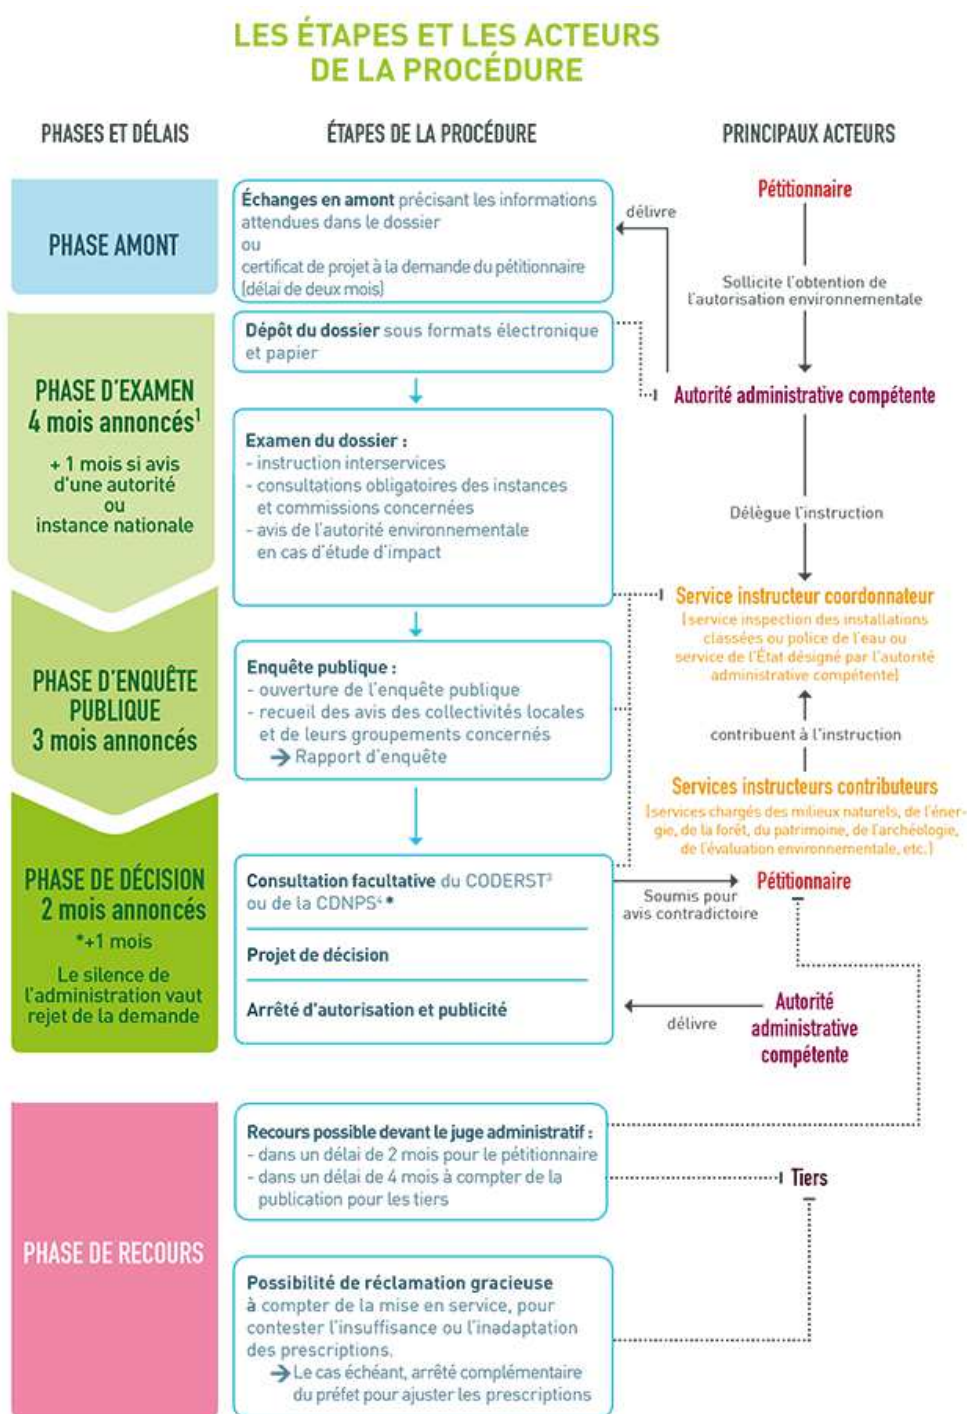 LES ÉTAPES ET LES ACTEURS
DE LA PROCÉDURE
PHASES ET DÉLAIS
ÉTAPES DE LA PROCÉDURE
PRINCIPAUX ACTEURS
PHASE AMONT
Échanges en amont précisant les informations
attendues dans le dossier
ou
certificat de projet à la demande du pétitionnaire
(délai de deux mois)
délivre
Pétitionnaire
Sollicite l'obtention de
l'autorisation environnementale
PHASE D'EXAMEN
4 mois annoncés¹
+ 1 mois si avis
d'une autorité
ou
instance nationale
Dépôt du dossier sous formats électronique
et papier
Autorité administrative compétente
Examen du dossier :
- instruction interservices
- consultations obligatoires des instances
et commissions concernées
- avis de l'autorité environnementale
en cas d'étude d'impact
Délègue l'instruction
Service instructeur coordonnateur
(service inspection des installations
classées ou police de l'eau ou
service de l'État désigné par l'autorité
administrative compétente)
PHASE D'ENQUÊTE
PUBLIQUE
3 mois annoncés
Enquête publique :
- ouverture de l'enquête publique
- recueil des avis des collectivités locales
et de leurs groupements concernés
→ Rapport d'enquête
contribuent à l'instruction
Services instructeurs contributeurs
(services chargés des milieux naturels, de l'éner-
gie, de la forêt, du patrimoine, de l'archéologie,
de l'évaluation environnementale, etc.)
PHASE DE DÉCISION
2 mois annoncés
*+1 mois
Le silence de
l'administration vaut
rejet de la demande
Consultation facultative du CODERST³
ou de la CDNPS⁴ *
Projet de décision
Arrêté d'autorisation et publicité
Soumis pour
avis contradictoire
Pétitionnaire
délivre
Autorité
administrative
compétente
PHASE DE RECOURS
Recours possible devant le juge administratif :
- dans un délai de 2 mois pour le pétitionnaire
- dans un délai de 4 mois à compter de la
publication pour les tiers
Tiers
Possibilité de réclamation gracieuse
à compter de la mise en service, pour
contester l'insuffisance ou l'inadaptation
des prescriptions.
→ Le cas échéant, arrêté complémentaire
du préfet pour ajuster les prescriptions